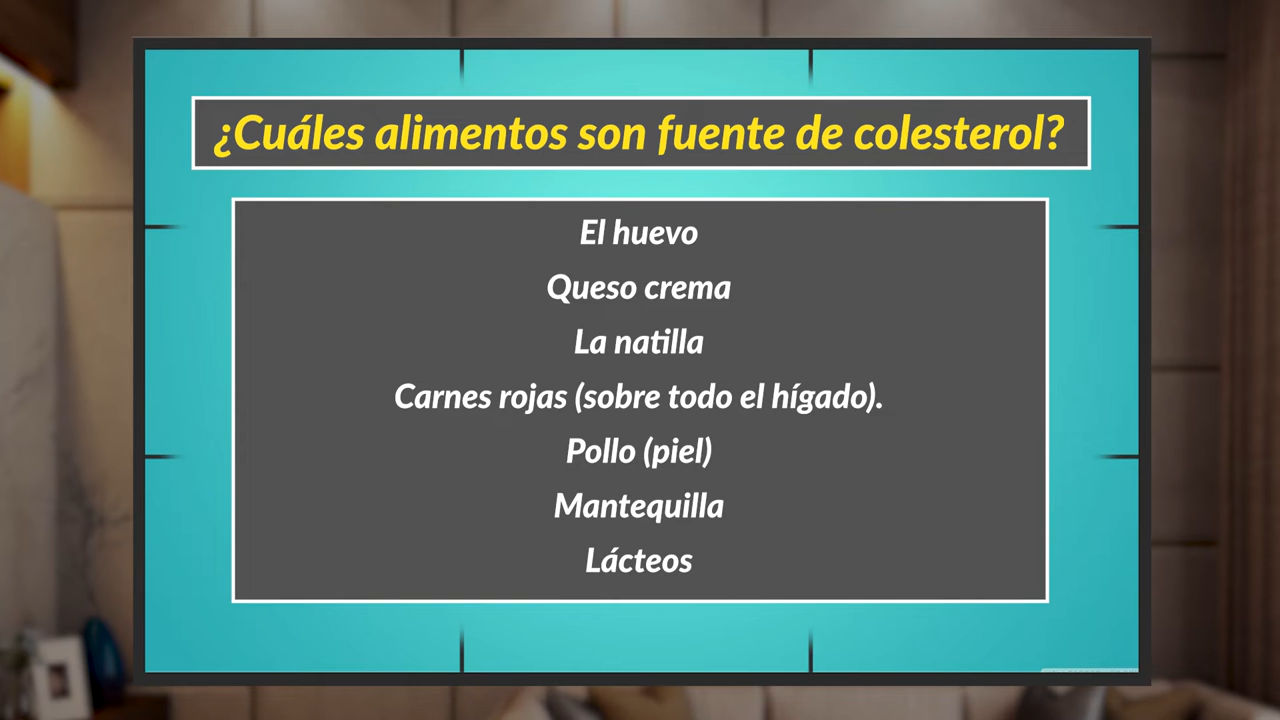 ¿Cuáles alimentos son fuente de colesterol?
El huevo
Queso crema
La natilla
Carnes rojas (sobre todo el hígado).
Pollo (piel)
Mantequilla
Lácteos